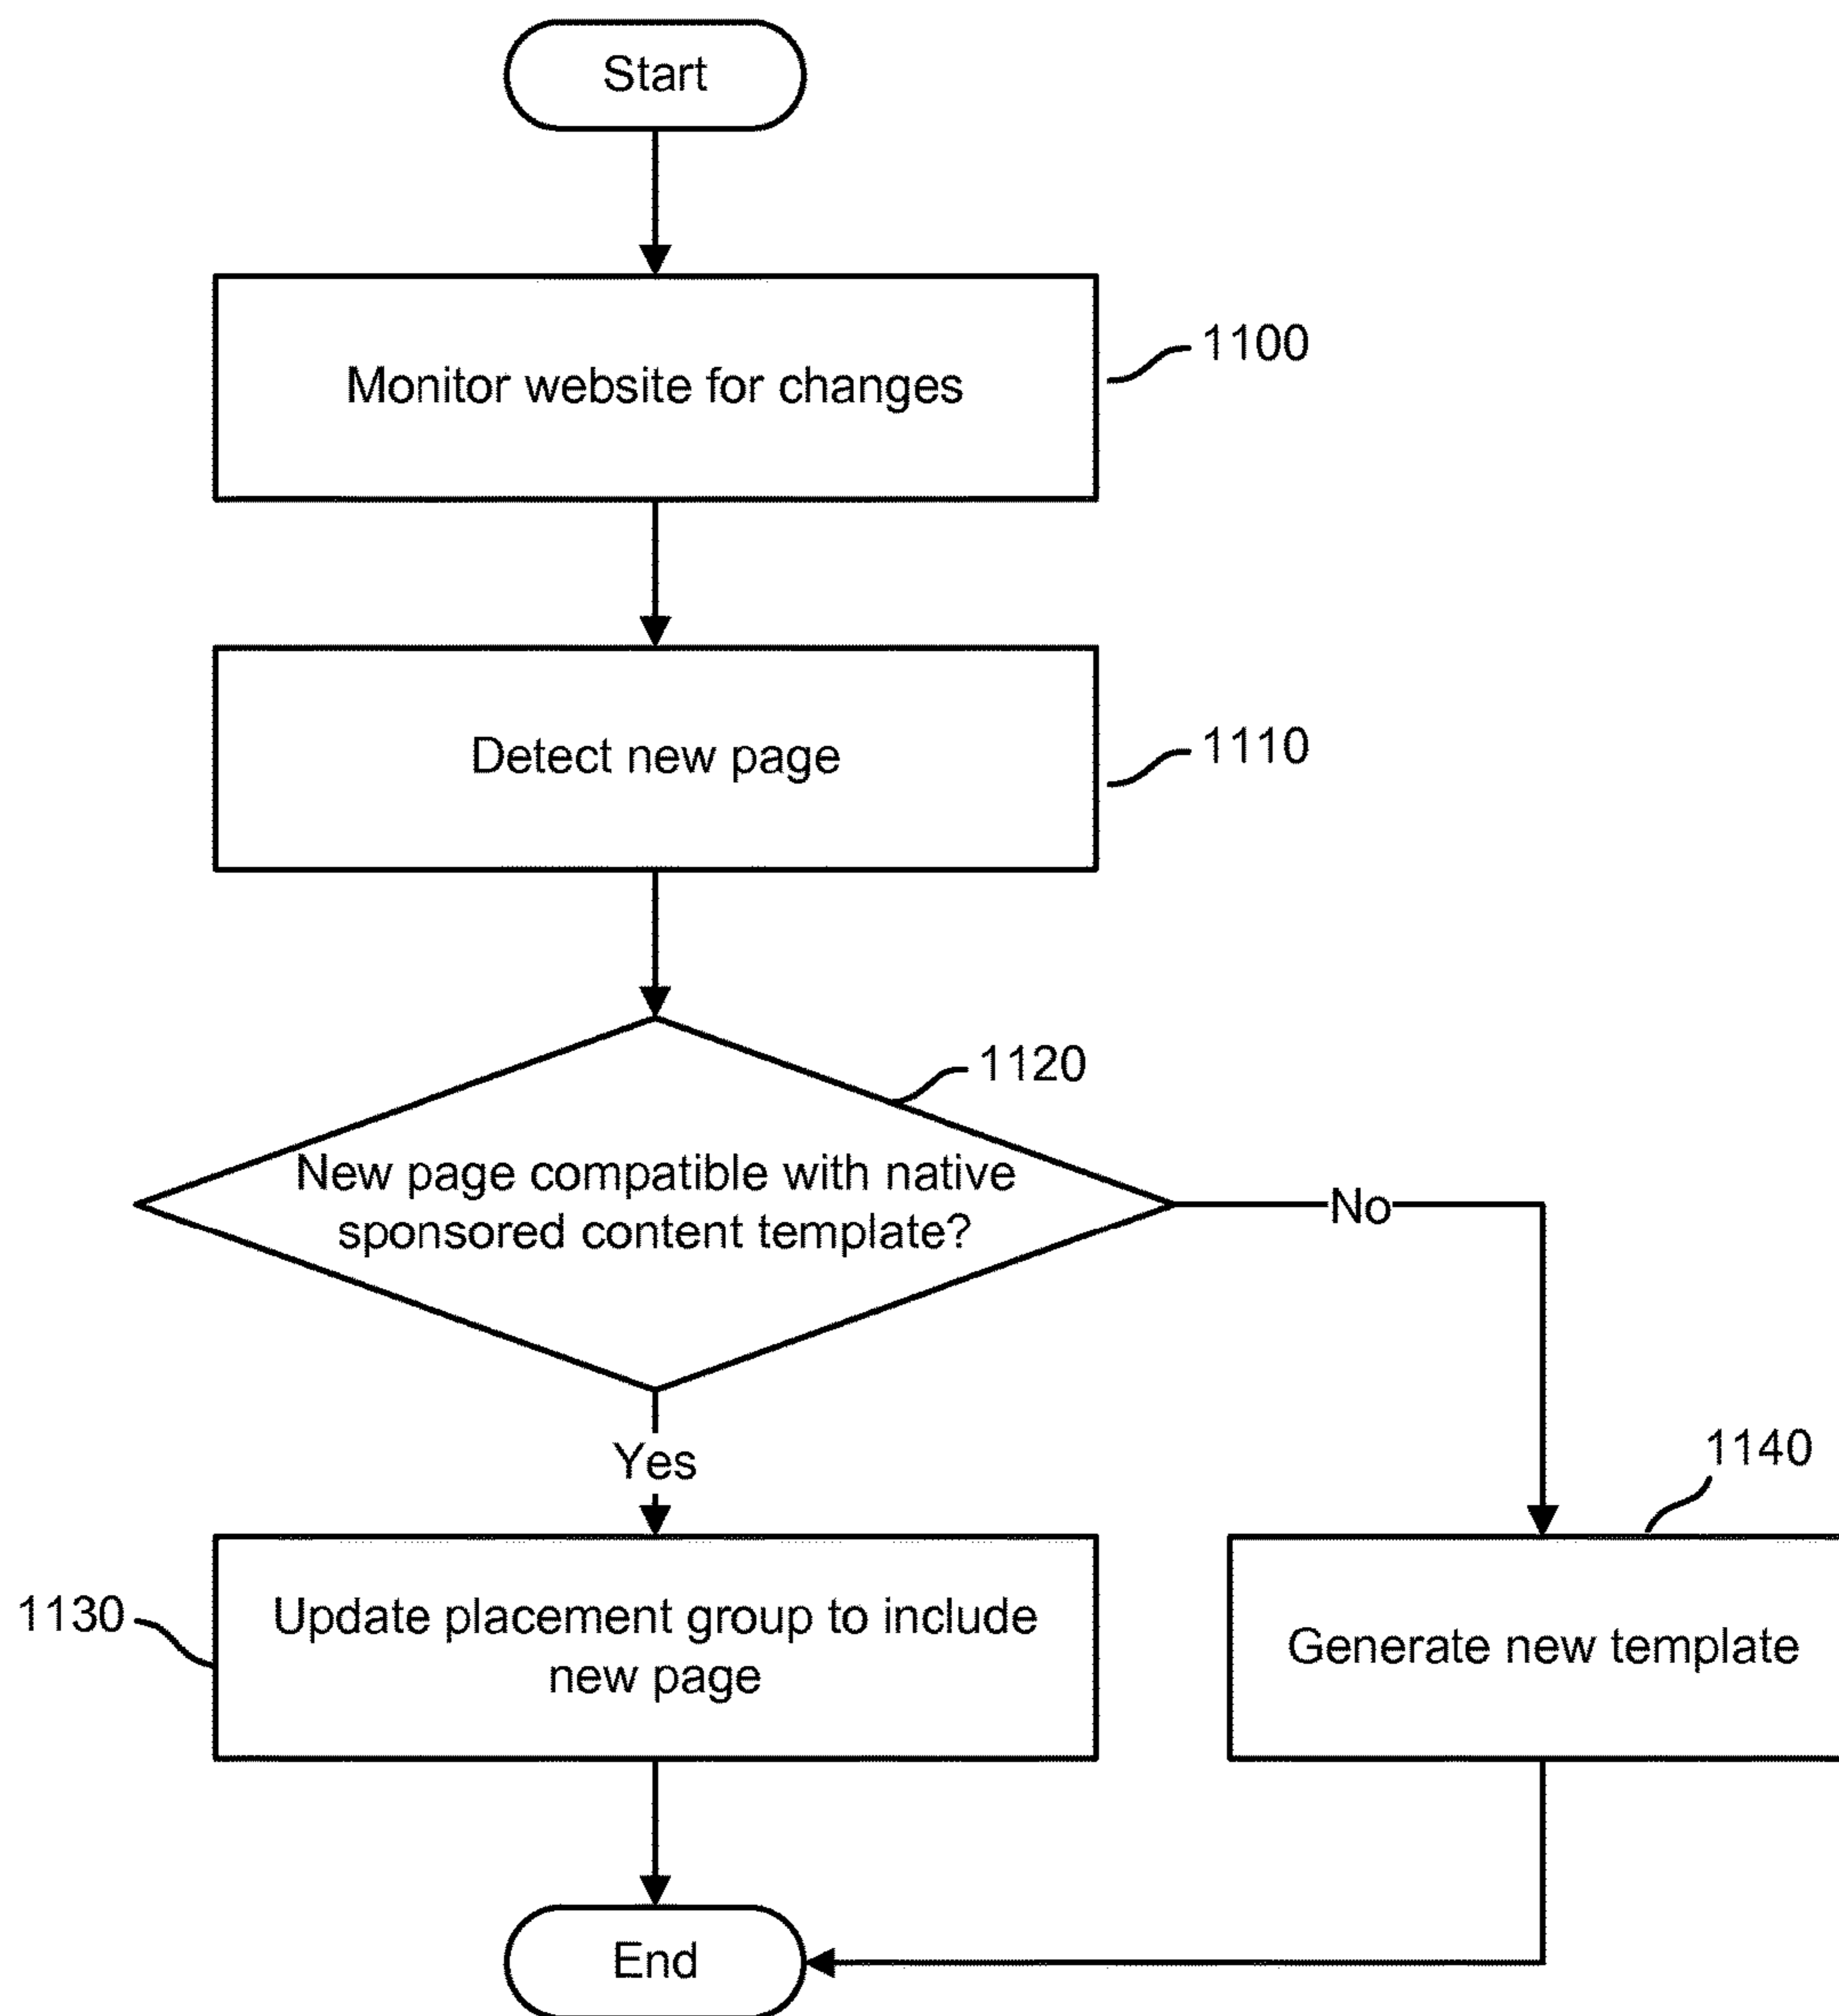 Start
Monitor website for changes
1100
Detect new page
1110
1120
New page compatible with native
sponsored content template?
No
Yes
1140
1130
Update placement group to include
new page
Generate new template
End